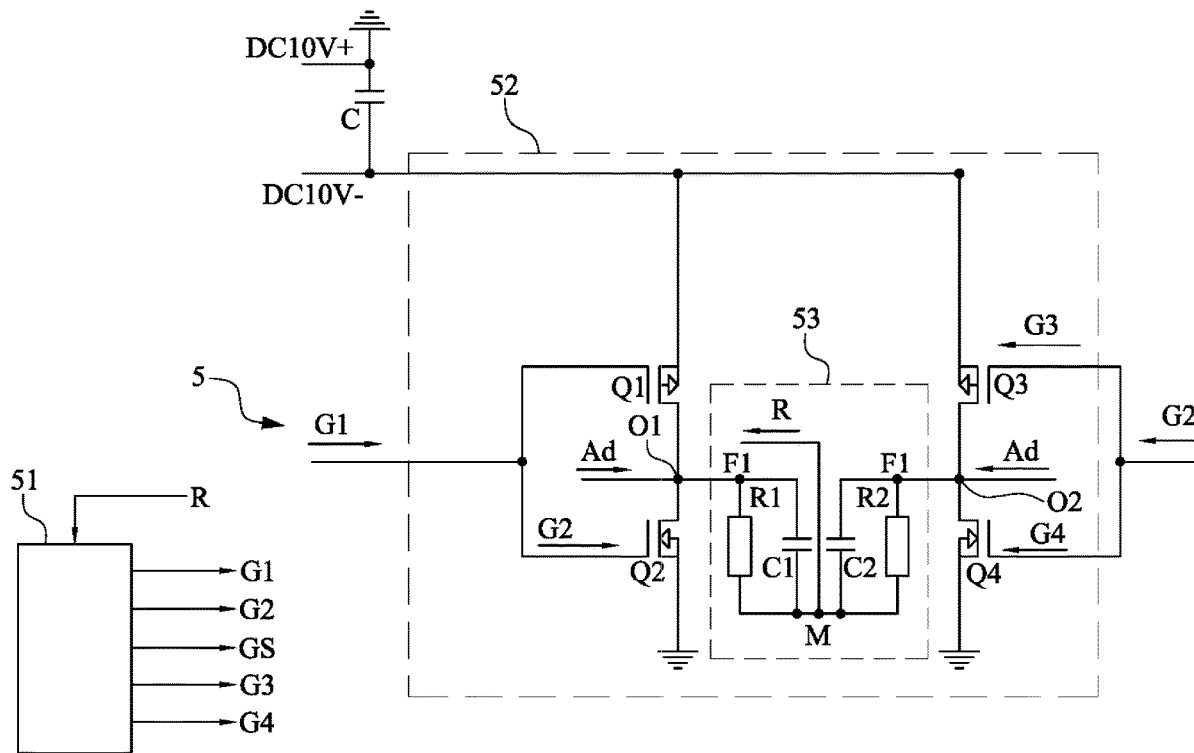 DC10V+
C
DC10V-
52
53
5
G1
Q1
O1
Ad
R
F1
R1
C1
G2
Q2
M
F1
R2
C2
G3
Q3
G2
Ad
O2
G4
Q4
51
R
G1
G2
GS
G3
G4